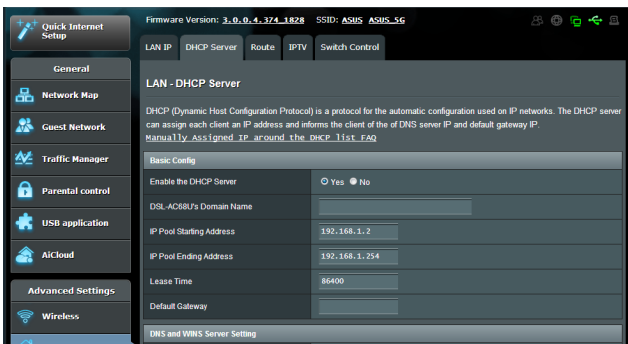 Quick Internet
Setup
Firmware Version: 3.0.0.4.374_1828 SSID: ASUS ASUS_5G
LAN IP DHCP Server Route IPTV Switch Control
General
Network Map
Guest Network
Traffic Manager
Parental control
USB application
AiCloud
Advanced Settings
Wireless
LAN - DHCP Server
DHCP (Dynamic Host Configuration Protocol) is a protocol for the automatic configuration used on IP networks. The DHCP server
can assign each client an IP address and informs the client of the of DNS server IP and default gateway IP.
Manually Assigned IP around the DHCP list FAQ
Basic Config
Enable the DHCP Server Yes No
DSL-AC68U's Domain Name
IP Pool Starting Address 192.168.1.2
IP Pool Ending Address 192.168.1.254
Lease Time 86400
Default Gateway
DNS and WINS Server Setting